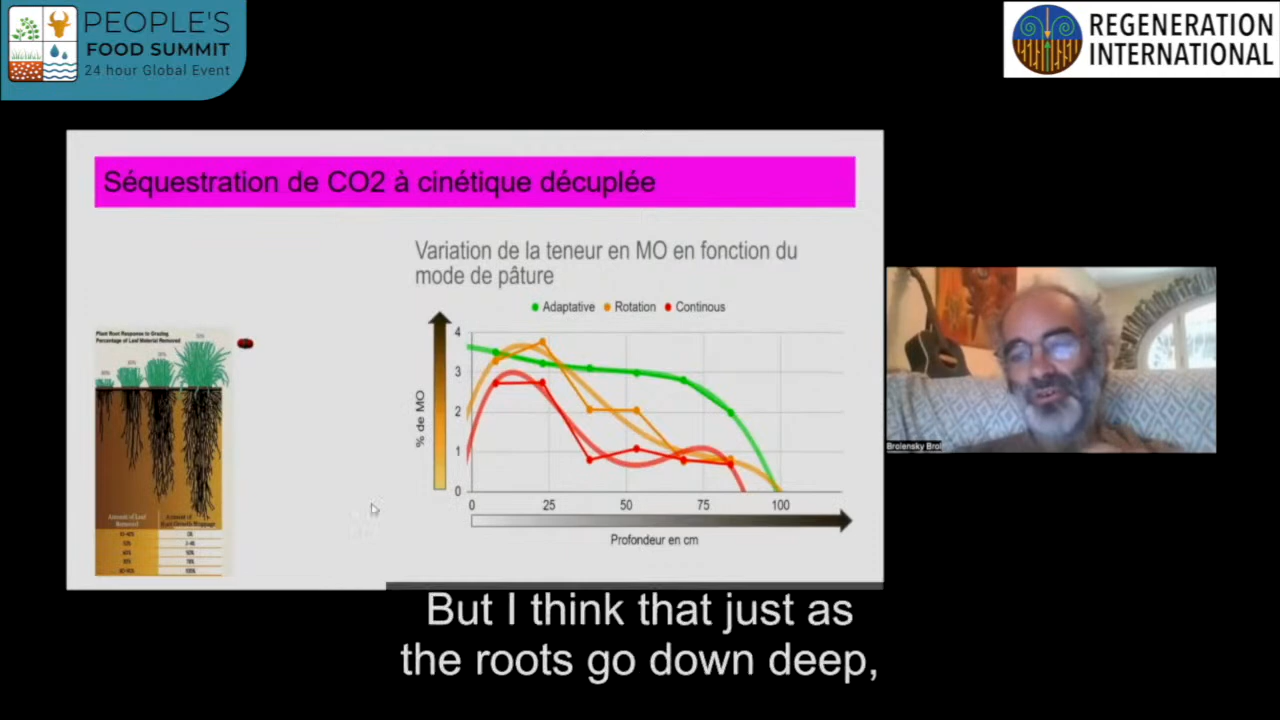 PEOPLE'S
FOOD SUMMIT
24 hour Global Event
REGENERATION
INTERNATIONAL
Séquestration de CO2 à cinétique décuplée
Variation de la teneur en MO en fonction du
mode de pâture
Adaptative Rotation Continous
4
3
2
1
0
% de MO
0 25 50 75 100
Profondeur en cm
Plant Root Response to Grazing
Percentage of Leaf Material Removed
Amount of Leaf
Removed
Amount of
Root Growth Stoppage
Brolensky Brol
But I think that just as
the roots go down deep,